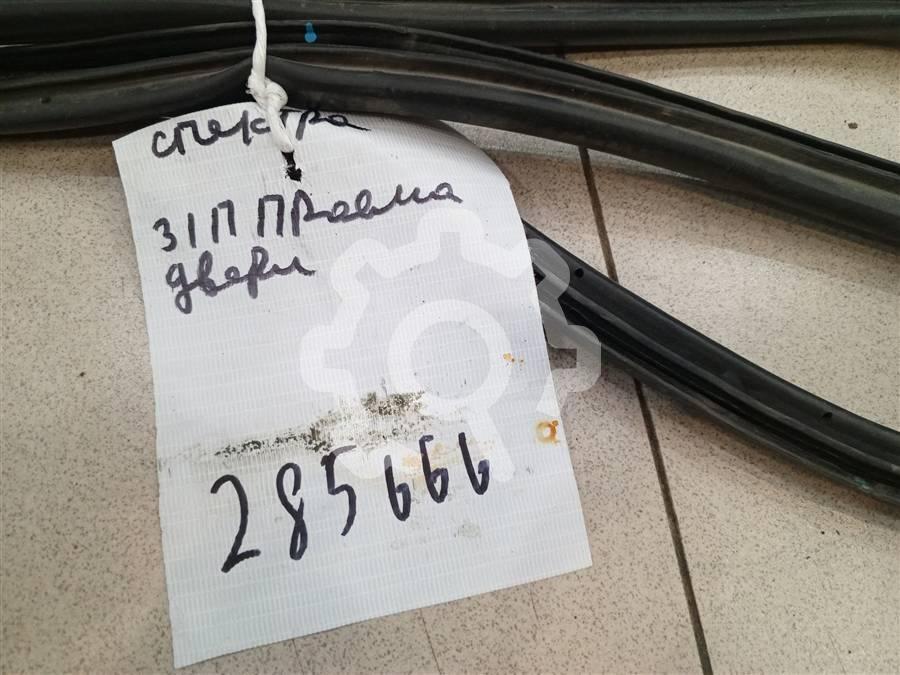 спектра
з/п правая
двери
285666